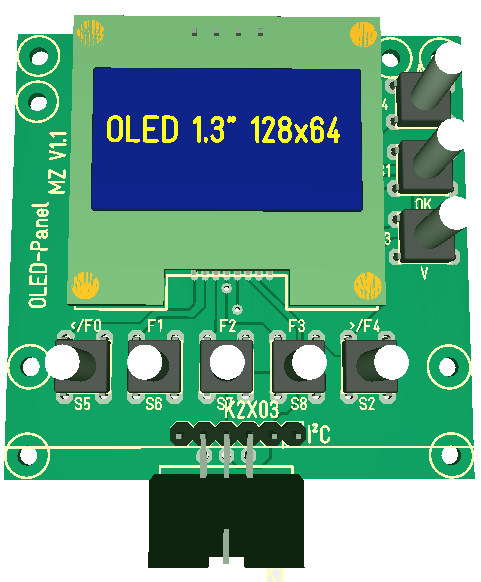 OLED 1.3" 128x64
MZ V1.1
OLED-Panel
OK
V
</F0
F1
F2
F3
>/F4
S5
S6
S8
S2
K2X03
I²C